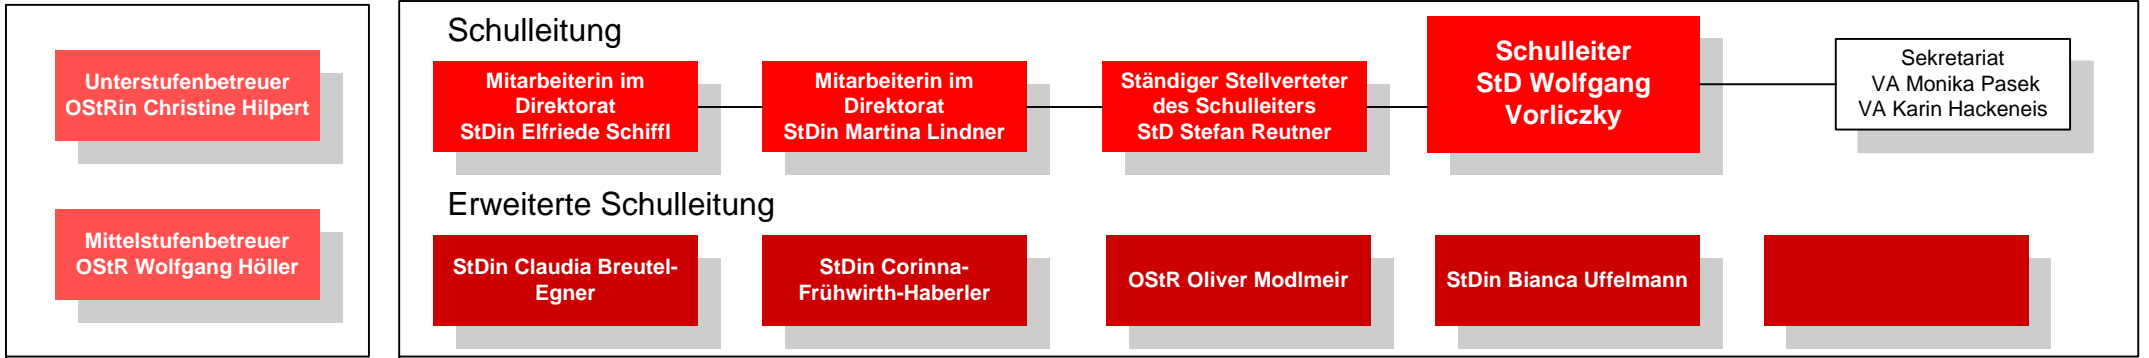 Unterstufenbetreuer
OStRin Christine Hilpert
Mittelstufenbetreuer
OStR Wolfgang Höller
Schulleitung
Mitarbeiterin im
Direktorat
StDin Elfriede Schiffl
Mitarbeiterin im
Direktorat
StDin Martina Lindner
Ständiger Stellverteter
des Schulleiters
StD Stefan Reutner
Schulleiter
StD Wolfgang
Vorliczky
Sekretariat
VA Monika Pasek
VA Karin Hackeneis
Erweiterte Schulleitung
StDin Claudia Breutel-
Egner
StDin Corinna-
Frühwirth-Haberler
OStR Oliver Modlmeir
StDin Bianca Uffelmann